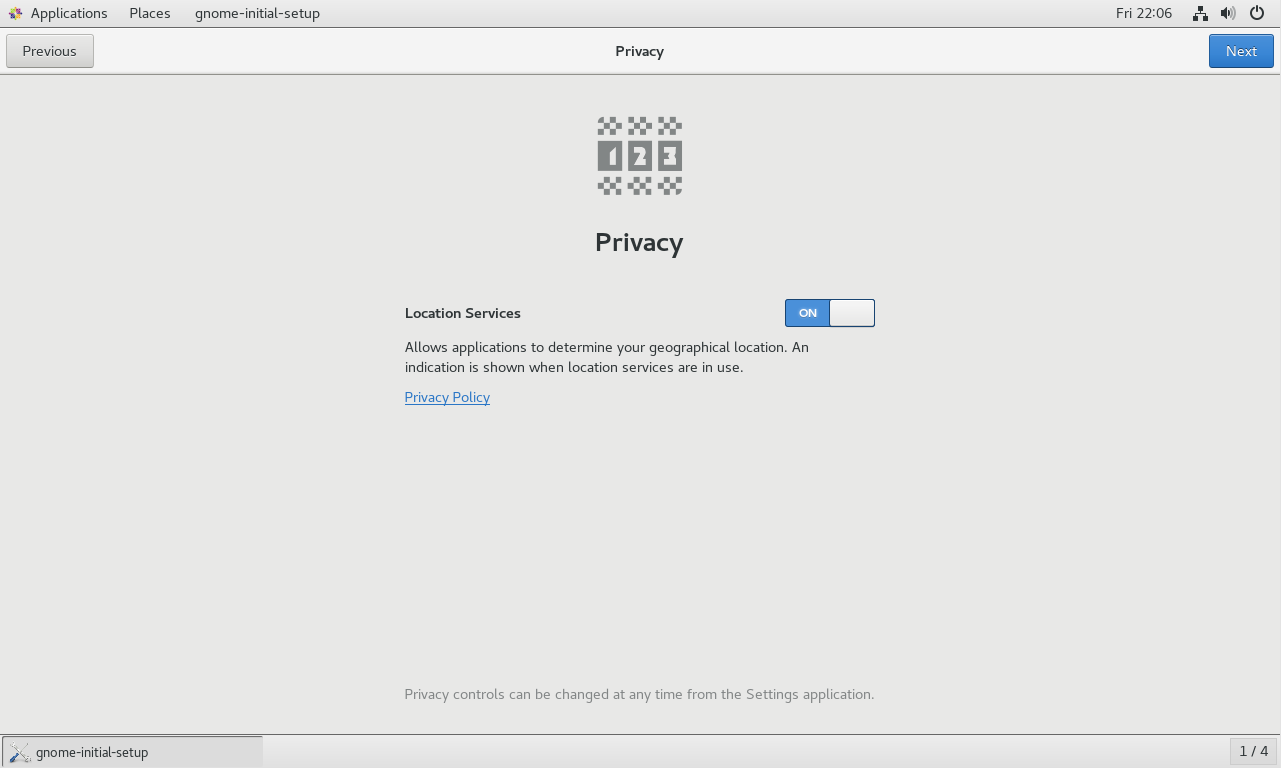 Applications Places gnome-initial-setup Fri 22:06
Previous Privacy Next
1 2 3
Privacy
Location Services ON
Allows applications to determine your geographical location. An
indication is shown when location services are in use.
Privacy Policy
Privacy controls can be changed at any time from the Settings application.
gnome-initial-setup 1 / 4